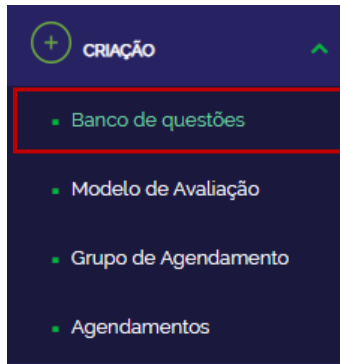 CRIAÇÃO
Banco de questões
Modelo de Avaliação
Grupo de Agendamento
Agendamentos